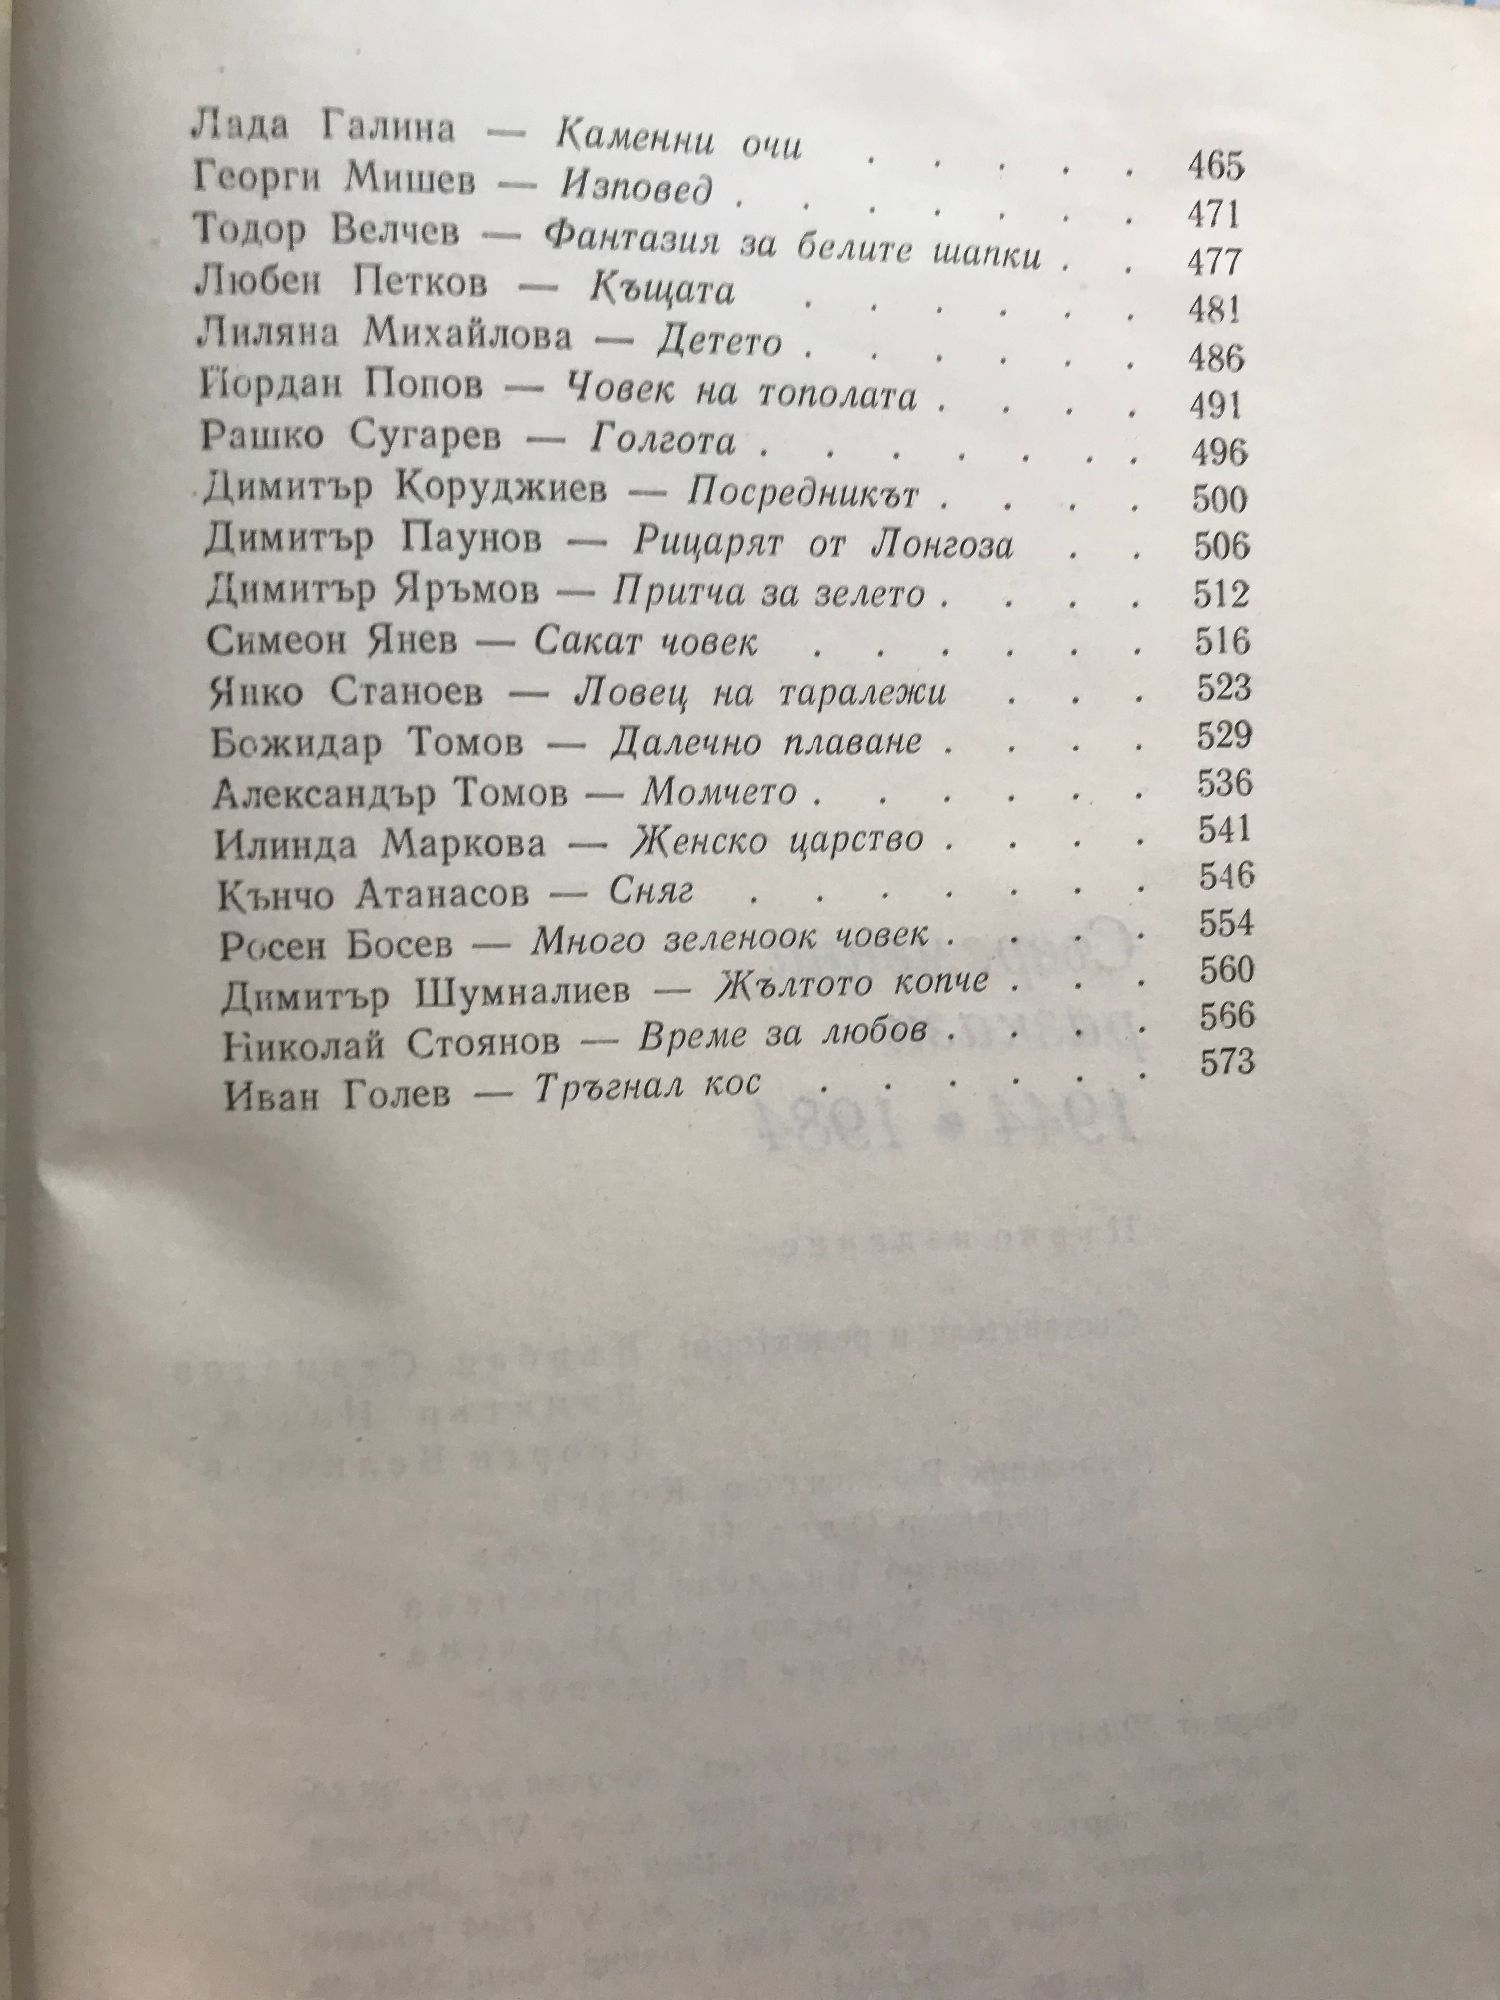 Лада Галина — Каменни очи . . . . . 465
Георги Мишев — Изповед . . . . . . . 471
Тодор Велчев — Фантазия за белите шапки . . 477
Любен Петков — Къщата . . . . . . 481
Лиляна Михайлова — Детето . . . . . . 486
Йордан Попов — Човек на тополата . . . . 491
Рашко Сугарев — Голгота . . . . . . . 496
Димитър Коруджиев — Посредникът . . . . 500
Димитър Паунов — Рицарят от Лонгоза . . 506
Димитър Яръмов — Притча за зелето . . . . 512
Симеон Янев — Сакат човек . . . . . . 516
Янко Станоев — Ловец на таралежи . . . 523
Божидар Томов — Далечно плаване . . . . 529
Александър Томов — Момчето . . . . . . 536
Илинда Маркова — Женско царство . . . . 541
Кънчо Атанасов — Сняг . . . . . . . 546
Росен Босев — Много зеленоок човек . . . . 554
Димитър Шумналиев — Жълтото копче . . . 560
Николай Стоянов — Време за любов . . . . 566
Иван Голев — Тръгнал кос . . . . . . 573
1944 • 1984